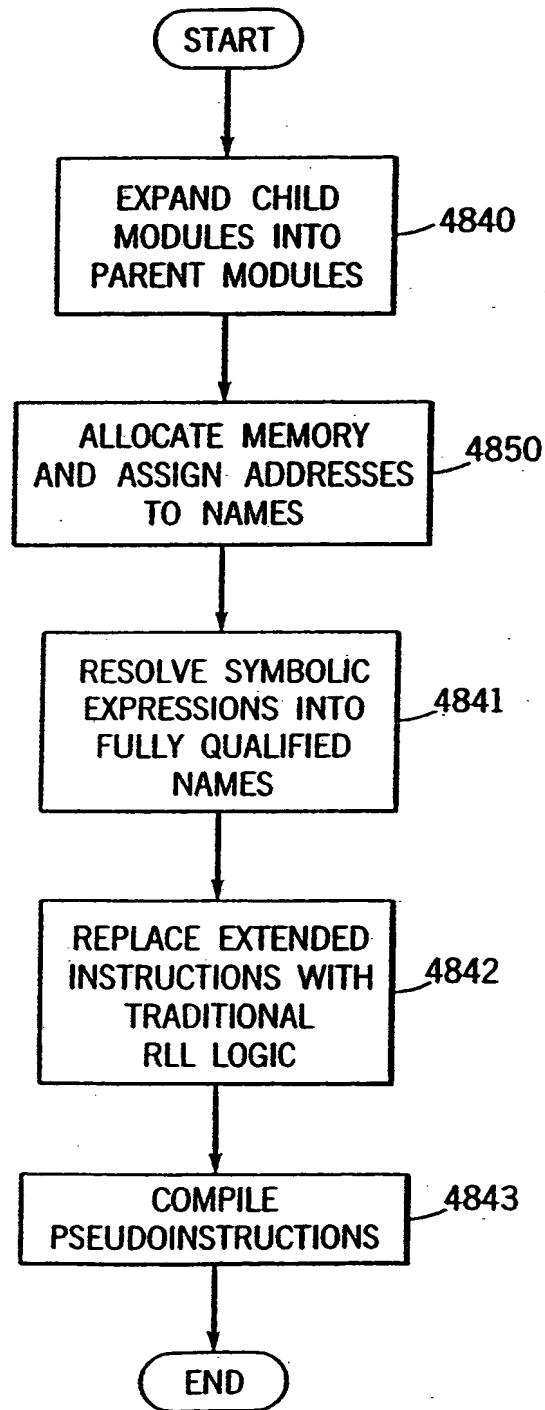 START
EXPAND CHILD
MODULES INTO
PARENT MODULES
4840
ALLOCATE MEMORY
AND ASSIGN ADDRESSES
TO NAMES
4850
RESOLVE SYMBOLIC
EXPRESSIONS INTO
FULLY QUALIFIED
NAMES
4841
REPLACE EXTENDED
INSTRUCTIONS WITH
TRADITIONAL
RLL LOGIC
4842
COMPILE
PSEUDOINSTRUCTIONS
4843
END